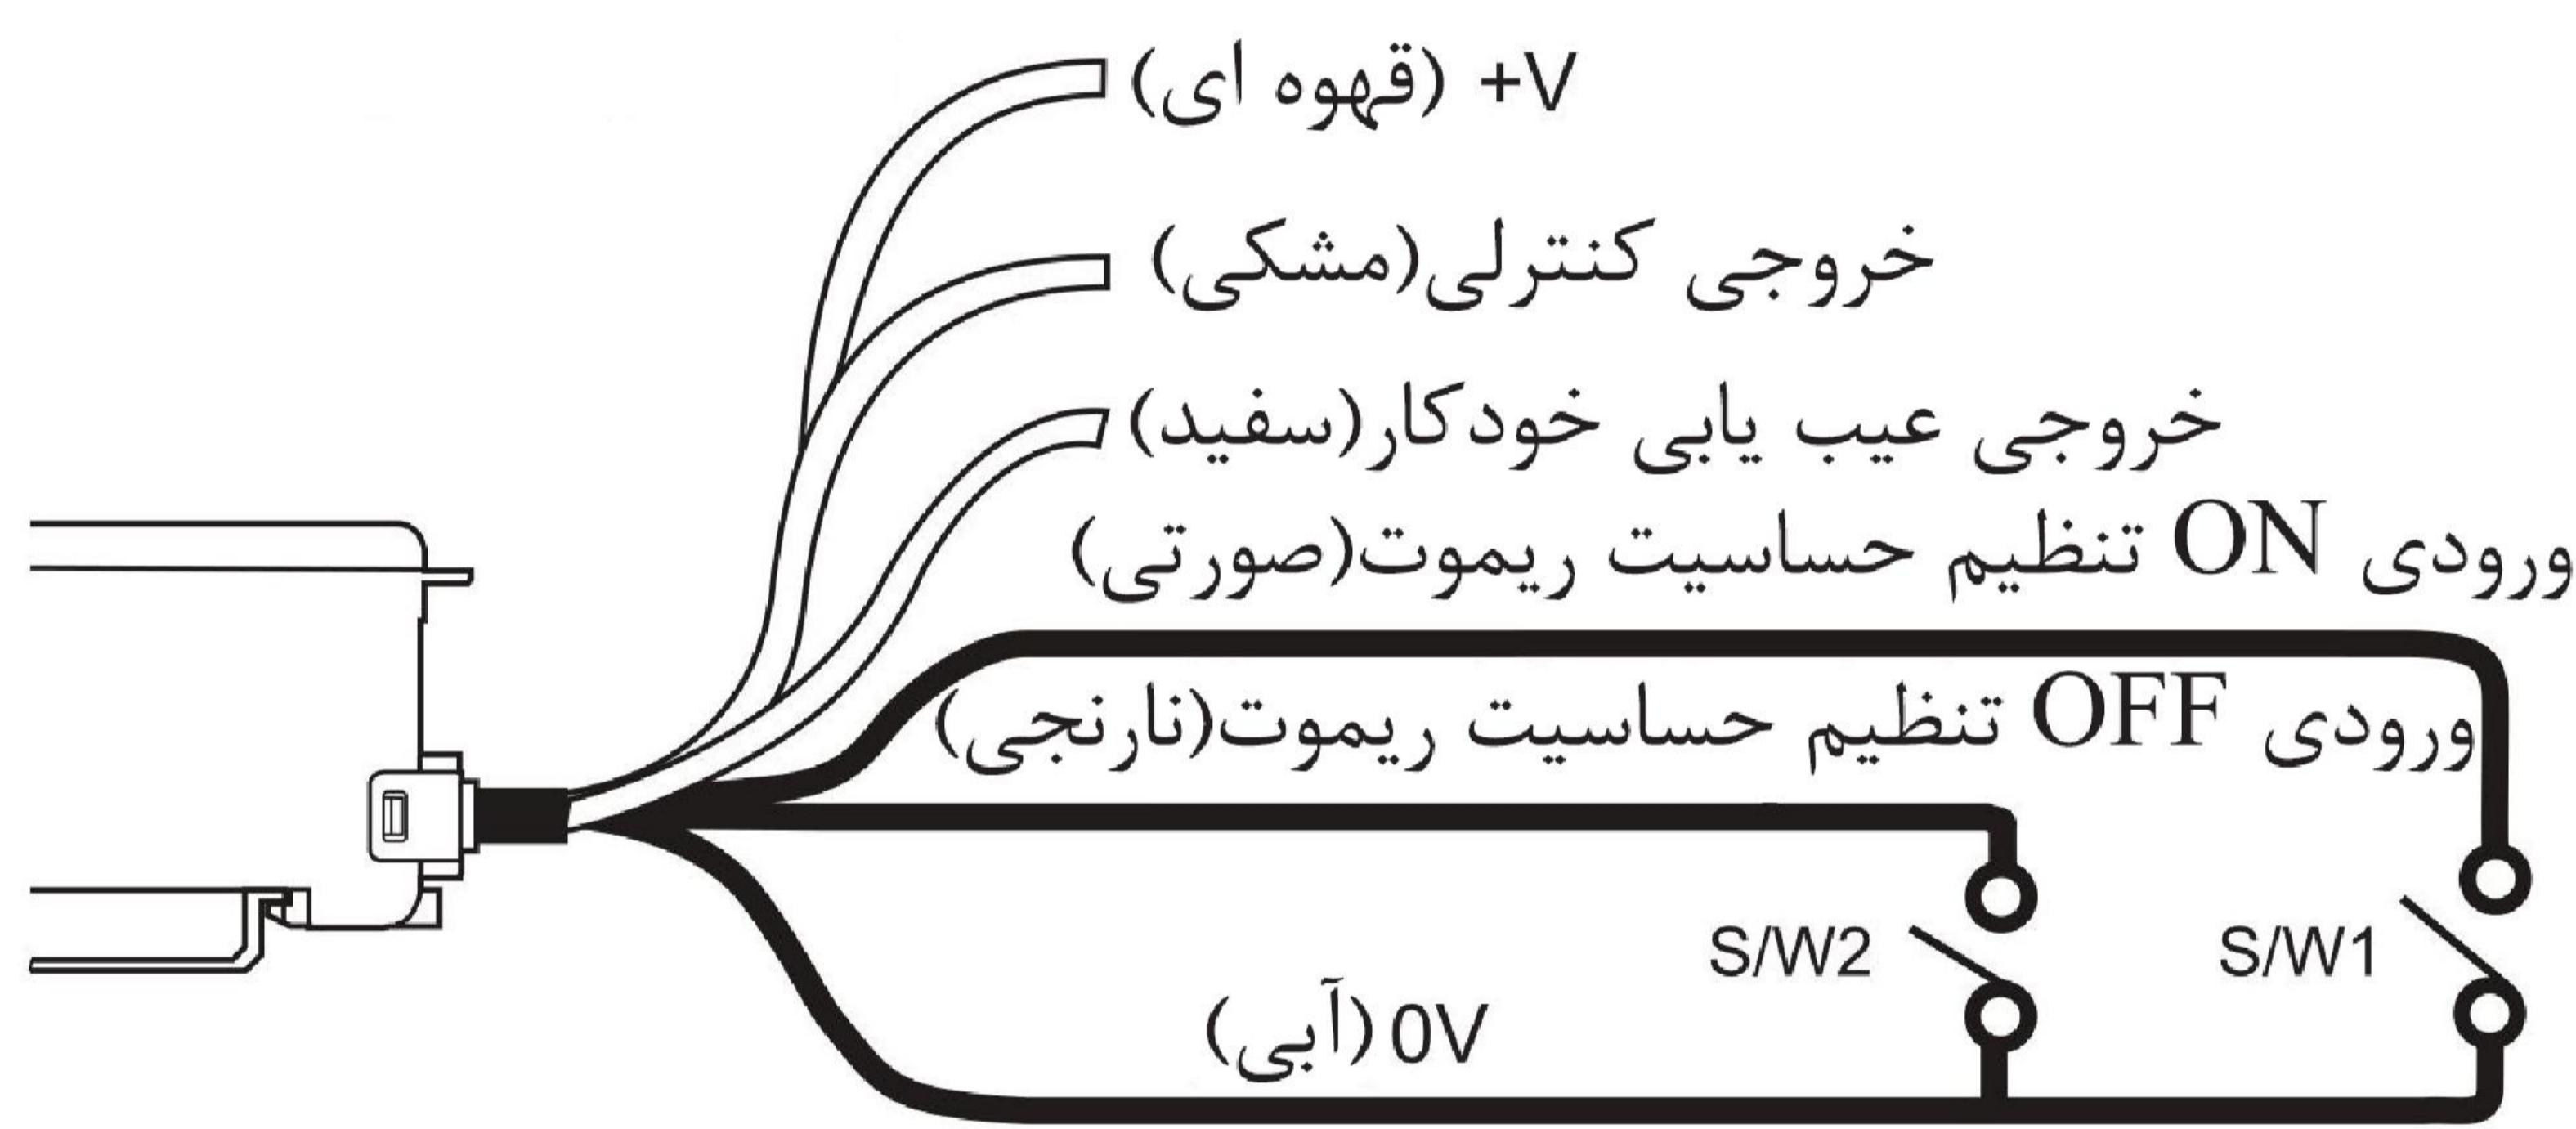 +V (قهوه ای)
خروجی کنترلی(مشکی)
خروجی عیب یابی خودکار(سفید)
ورودی ON تنظیم حساسیت ریموت(صورتی)
ورودی OFF تنظیم حساسیت ریموت(نارنجی)
S/W2
S/W1
0V(آبی)